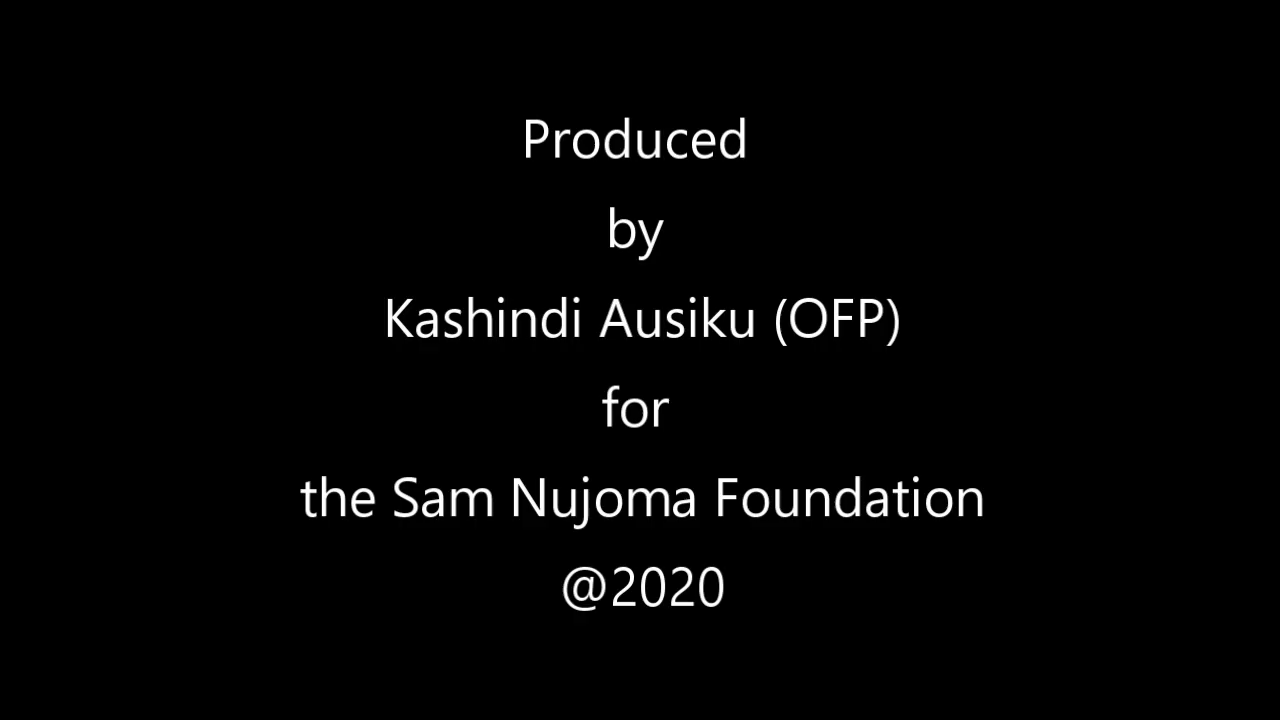 Produced
by
Kashindi Ausiku (OFP)
for
the Sam Nujoma Foundation
@2020